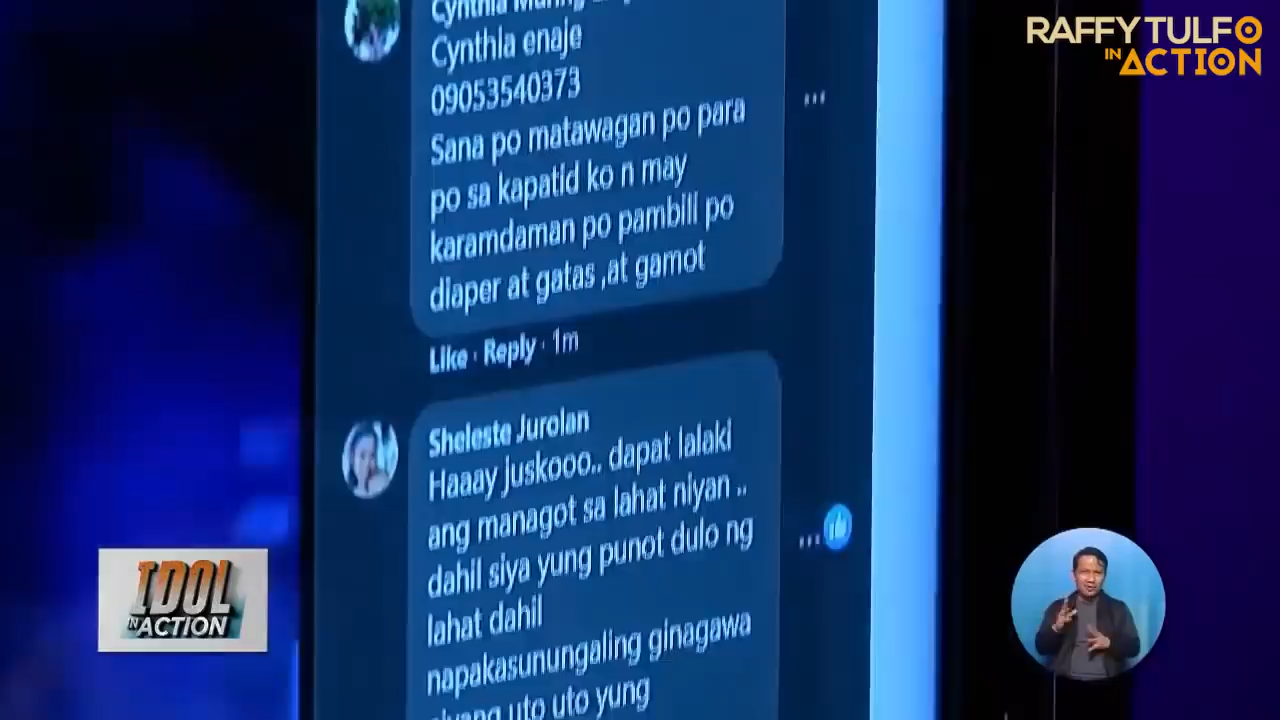 RAFFY TULFO
IN ACTION
Cynthia
Cynthia enaje
09053540373
Sana po matawagan po para
po sa kapatid ko n may
karamdaman po pambili po
diaper at gatas ,at gamot
Like · Reply · 1m
Sheleste Jurolan
Haaay juskooo.. dapat lalaki
ang managot sa lahat niyan ..
dahil siya yung punot dulo ng
lahat dahil
napakasunungaling ginagawa
uto uto yung
IDOL
IN ACTION